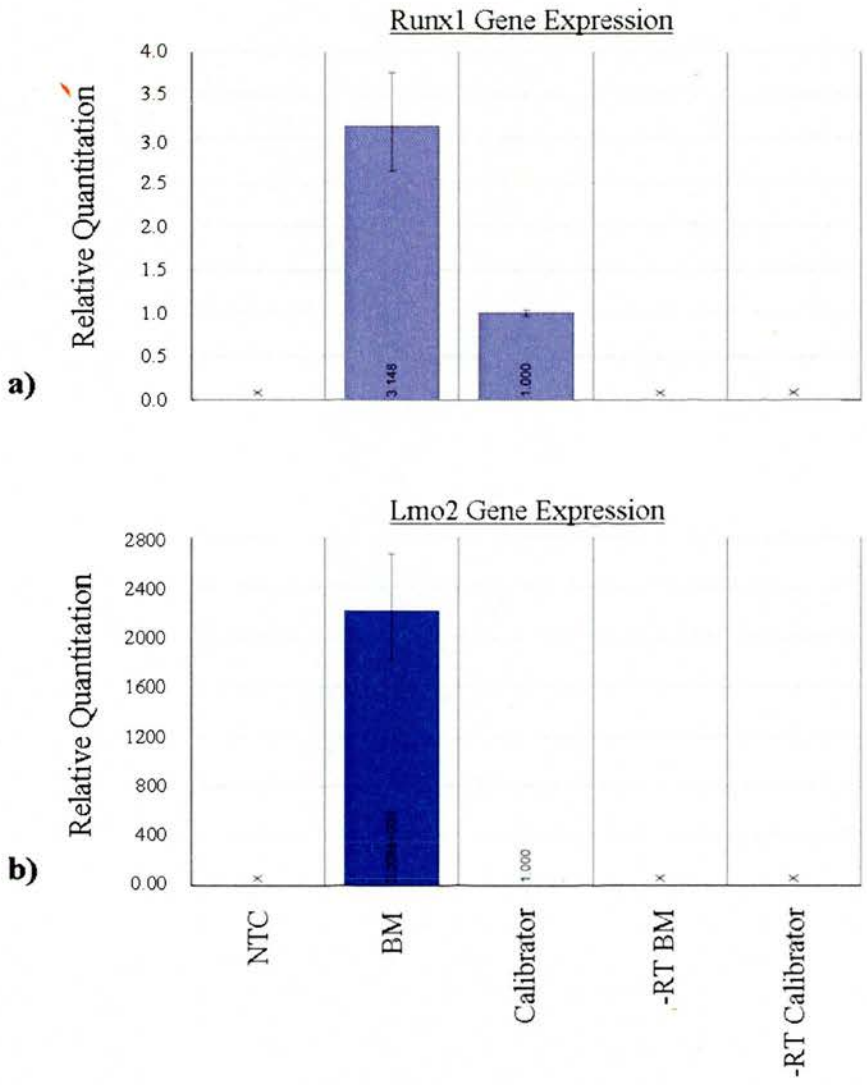 Runx1 Gene Expression
Relative Quantitation
4.0
3.5
3.0
2.5
2.0
1.5
1.0
0.5
0.0
a)
X
3.148
1.000
X
X
Lmo2 Gene Expression
Relative Quantitation
2800
2400
2000
1600
1200
800
400
0.00
b)
X
1.000
X
X
NTC
BM
Calibrator
-RT BM
-RT Calibrator